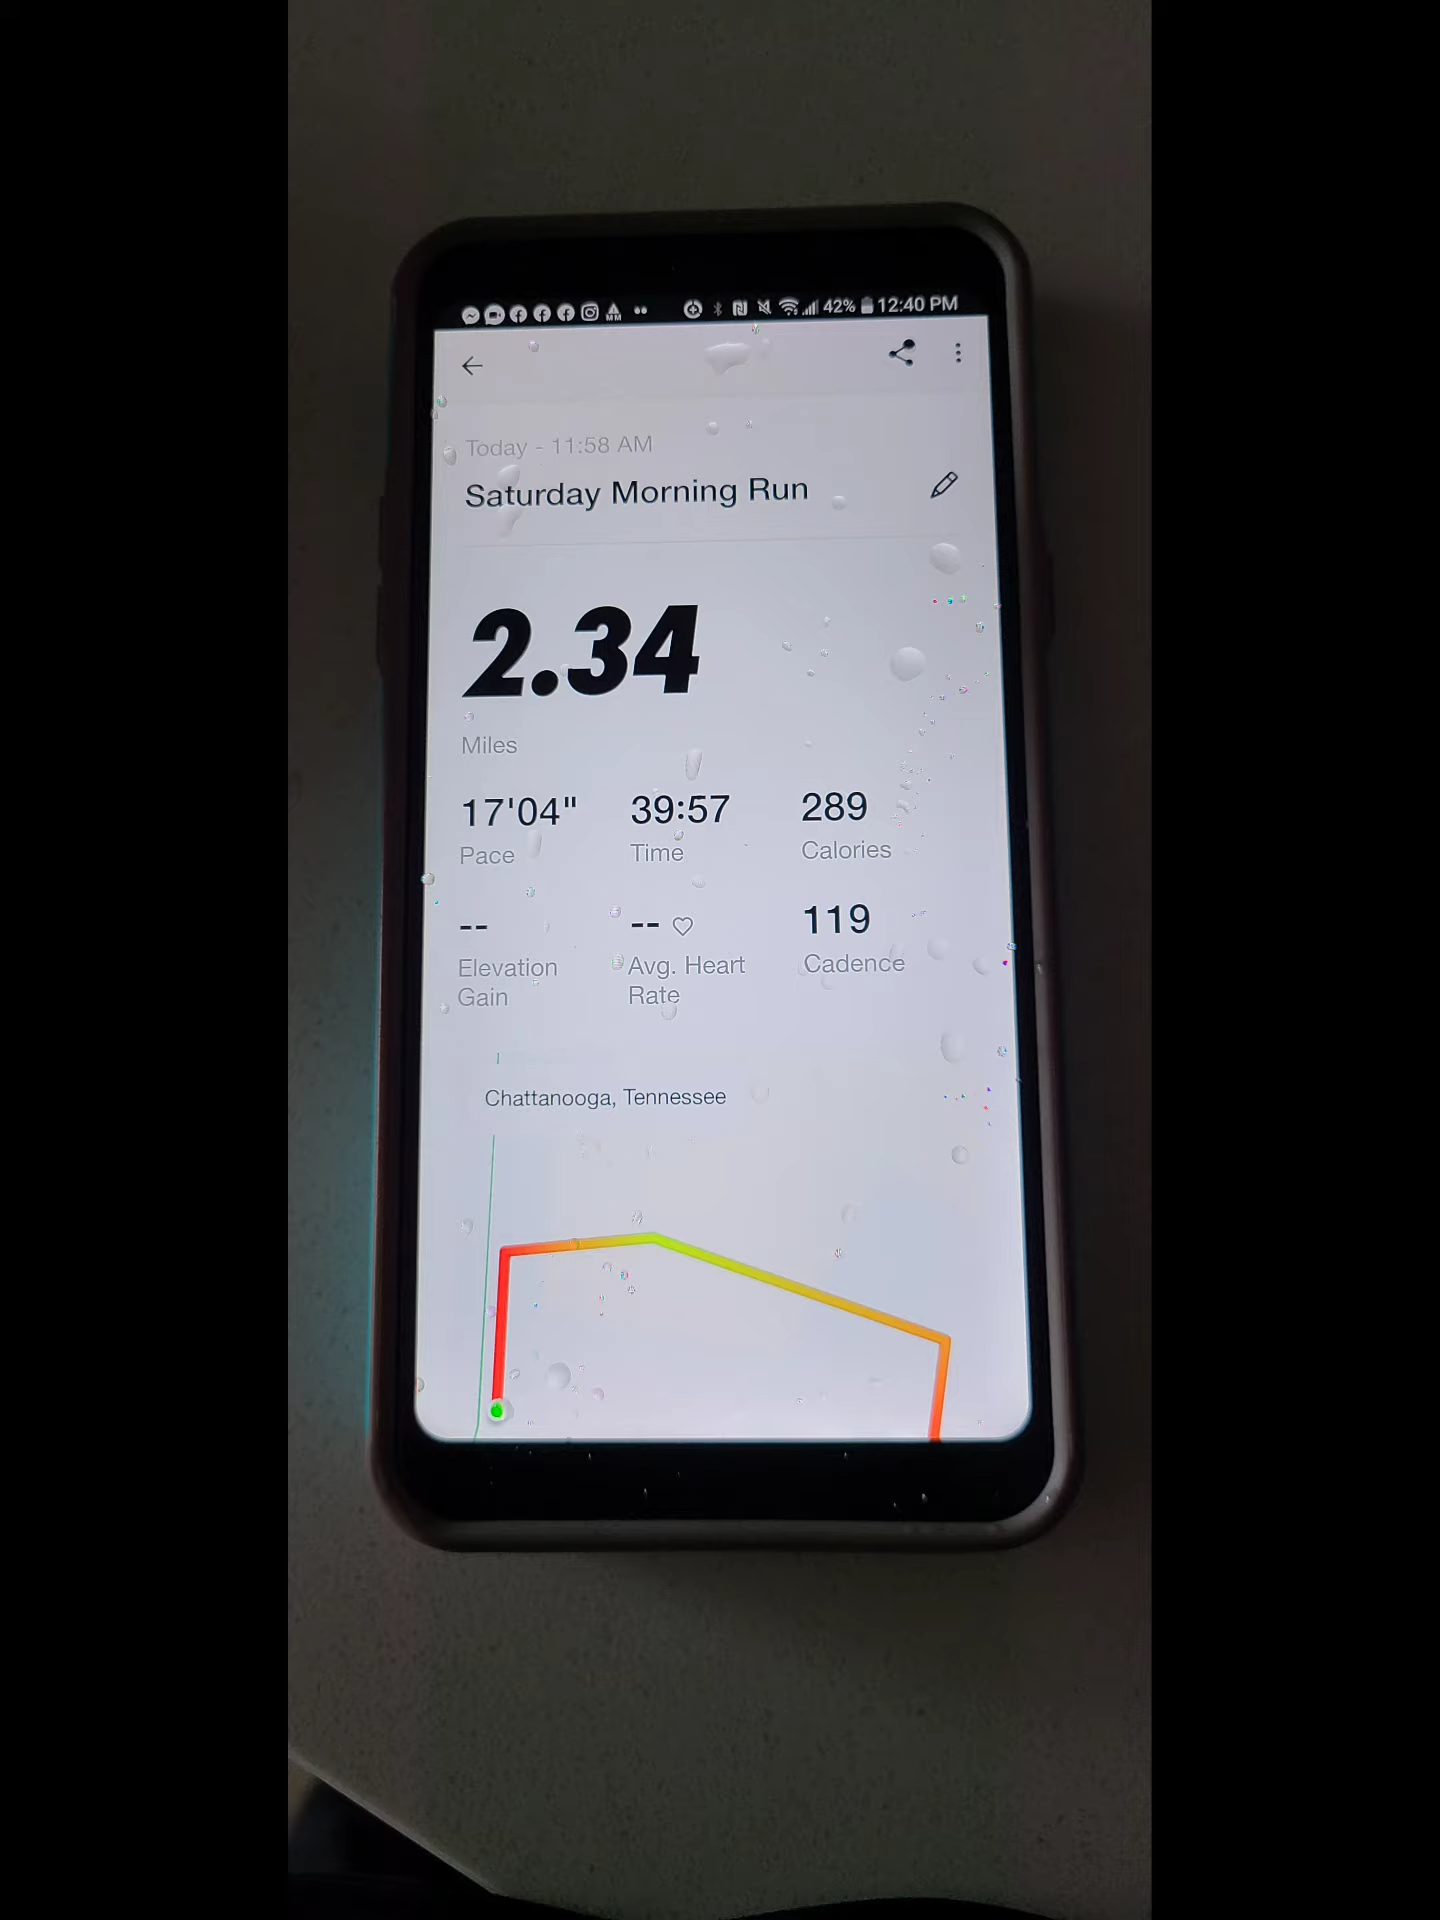 42% 12:40 PM
Today - 11:58 AM
Saturday Morning Run
2.34
Miles
17'04" 39:57 289
Pace Time Calories
-- -- 119
Elevation Gain Avg. Heart Rate Cadence
Chattanooga, Tennessee